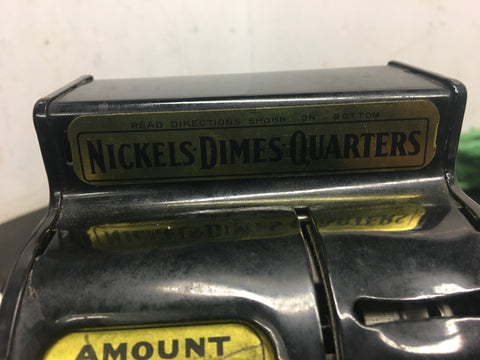 READ DIRECTIONS SHOWN ON BOTTOM
NICKELS·DIMES·QUARTERS
AMOUNT